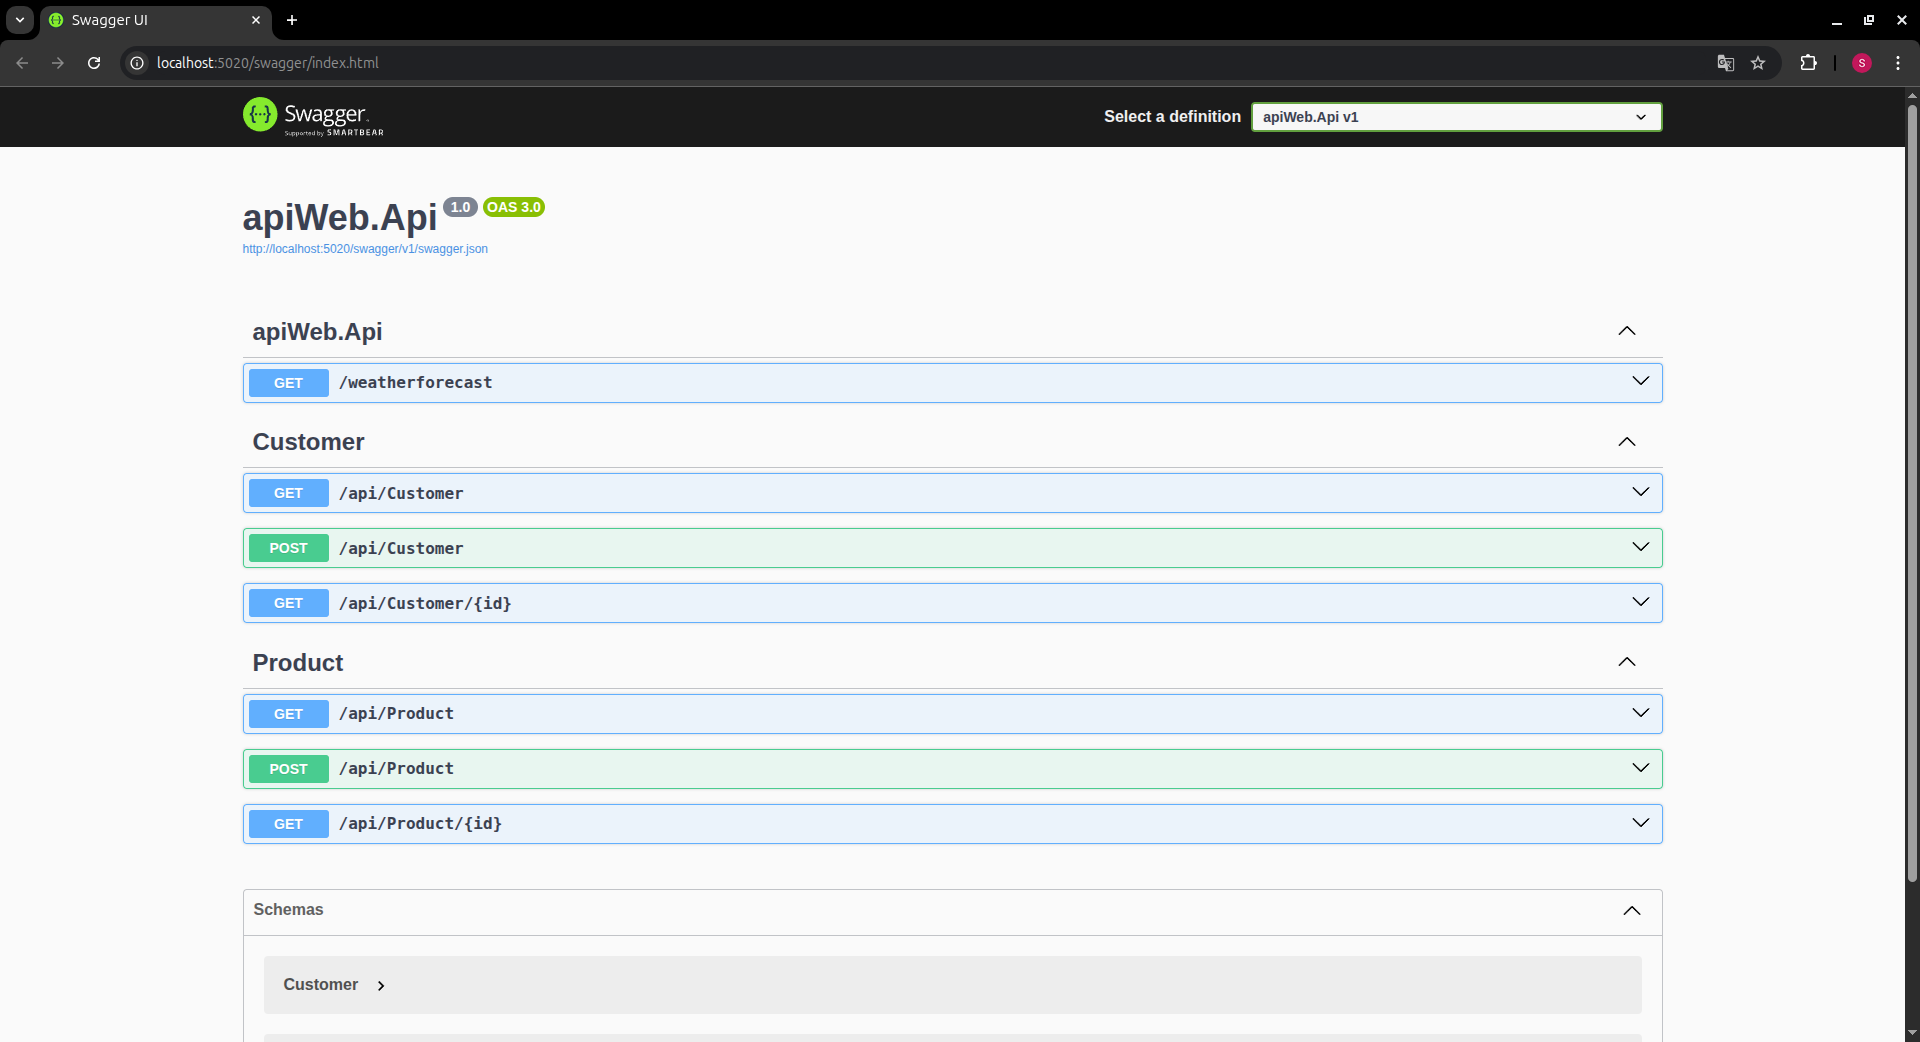 Swagger UI
localhost:5020/swagger/index.html
S
Swagger
Supported by SMARTBEAR
Select a definition
apiWeb.Api v1
apiWeb.Api 1.0 OAS 3.0
http://localhost:5020/swagger/v1/swagger.json
apiWeb.Api
GET /weatherforecast
Customer
GET /api/Customer
POST /api/Customer
GET /api/Customer/{id}
Product
GET /api/Product
POST /api/Product
GET /api/Product/{id}
Schemas
Customer